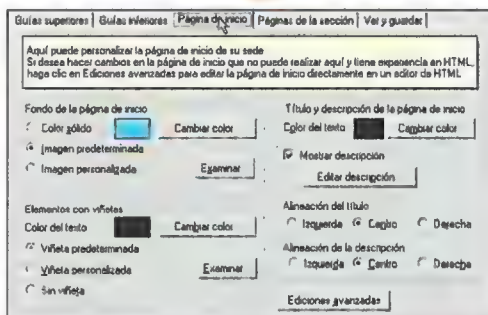 Guías superiores | Guías inferiores | Página de inicio | Páginas de la sección | Ver y guardar
Aquí puede personalizar la página de inicio de su sede
Si desea hacer cambios en la página de inicio que no puede realizar aquí y tiene experiencia en HTML,
haga clic en Ediciones avanzadas para editar la página de Inicio directamente en un editor de HTML
Fondo de la página de inicio
Color sólido
Cambiar color
Imagen predeterminada
Imagen personalizada
Examinar
Título y descripción de la página de inicio
Color del texto
Cambiar color
Mostrar descripción
Editar descripción
Elementos con viñetas
Color del texto
Cambiar color
Viñeta predeterminada
Viñeta personalizada
Examinar
Sin viñeta
Alineación del título
Izquierda Centro Derecha
Alineación de la descripción
Izquierda Centro Derecha
Ediciones avanzadas